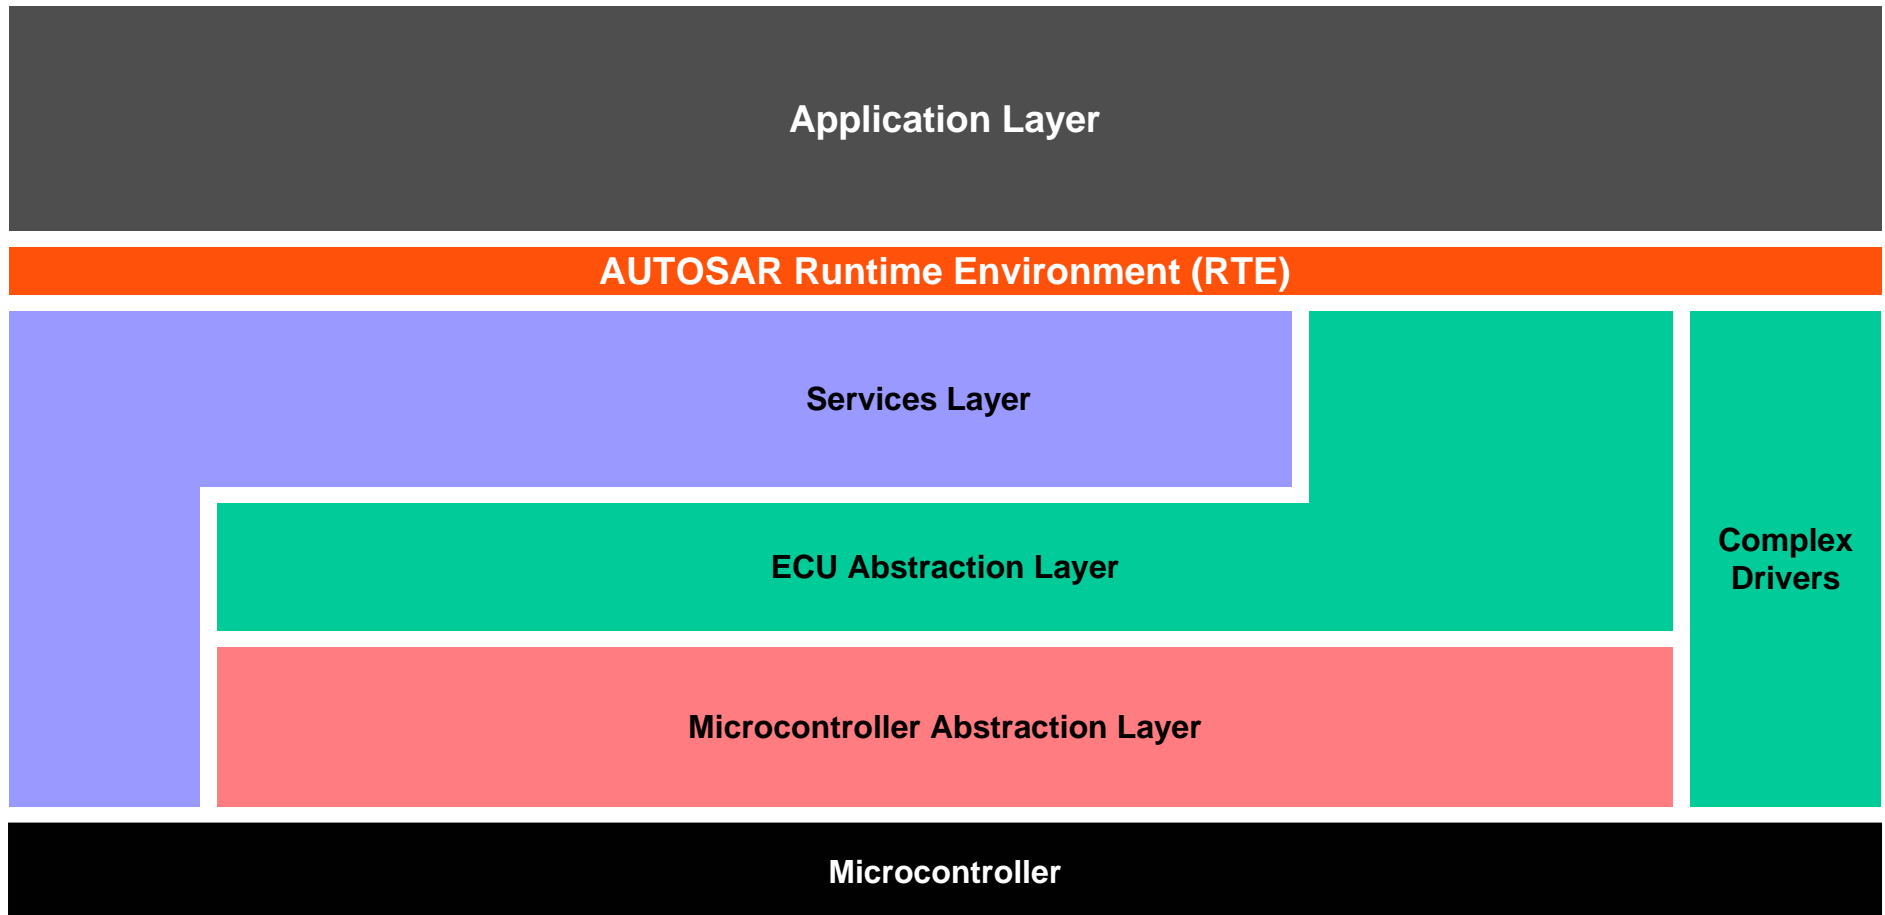 Application Layer
AUTOSAR Runtime Environment (RTE)
Services Layer
ECU Abstraction Layer
Complex
Drivers
Microcontroller Abstraction Layer
Microcontroller